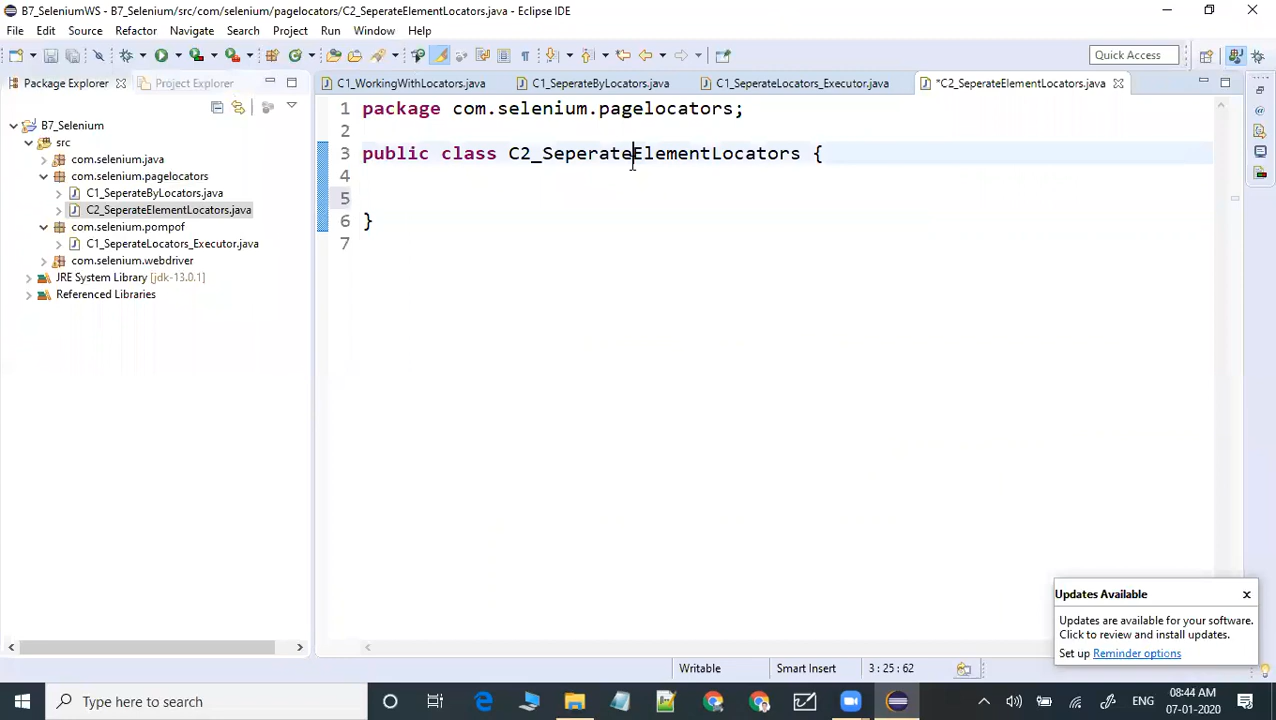 B7_SeleniumWS - B7_Selenium/src/com/selenium/pagelocators/C2_SeperateElementLocators.java - Eclipse IDE
File Edit Source Refactor Navigate Search Project Run Window Help
Quick Access
Package Explorer Project Explorer
C1_WorkingWithLocators.java C1_SeperateByLocators.java C1_SeperateLocators_Executor.java *C2_SeperateElementLocators.java
B7_Selenium
src
com.selenium.java
com.selenium.pagelocators
C1_SeperateByLocators.java
C2_SeperateElementLocators.java
com.selenium.pompof
C1_SeperateLocators_Executor.java
com.selenium.webdriver
JRE System Library [jdk-13.0.1]
Referenced Libraries
1 package com.selenium.pagelocators;
2
3 public class C2_SeperateElementLocators {
4
5
6 }
7
Updates Available x
Updates are available for your software.
Click to review and install updates.
Set up Reminder options
Writable Smart Insert 3 : 25 : 62
Type here to search
ENG
08:44 AM
07-01-2020